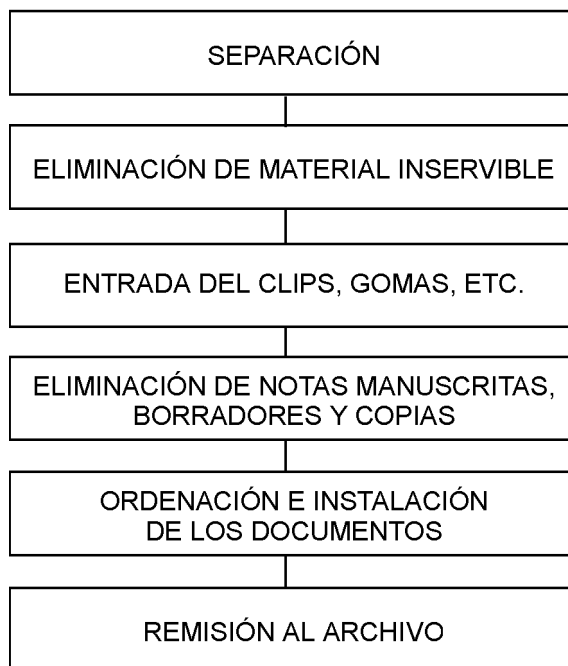 SEPARACIÓN
ELIMINACIÓN DE MATERIAL INSERVIBLE
ENTRADA DEL CLIPS, GOMAS, ETC.
ELIMINACIÓN DE NOTAS MANUSCRITAS,
BORRADORES Y COPIAS
ORDENACIÓN E INSTALACIÓN
DE LOS DOCUMENTOS
REMISIÓN AL ARCHIVO